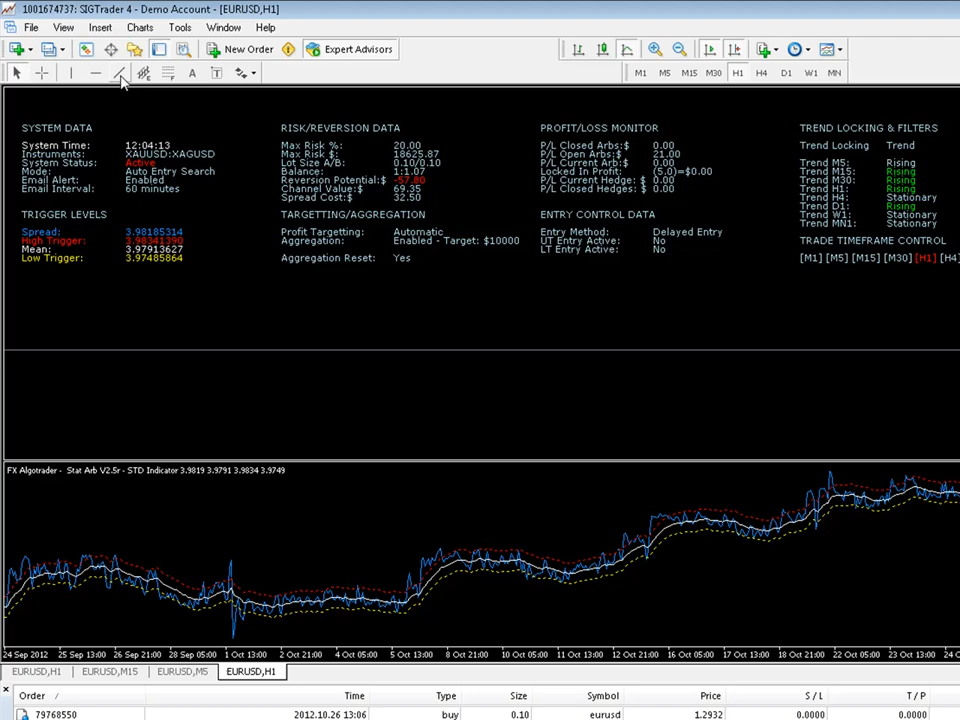 1001674737: SIGTrader 4 - Demo Account - [EURUSD,H1]
File View Insert Charts Tools Window Help
New Order Expert Advisors
A T M1 M5 M15 M30 H1 H4 D1 W1 MN
SYSTEM DATA
System Time: 12:04:13
Instruments: XAUUSD:XAGUSD
System Status: Active
Mode: Auto Entry Search
Email Alert: Enabled
Email Interval: 60 minutes
TRIGGER LEVELS
Spread: 3.98185314
High Trigger: 3.98341390
Mean: 3.97913627
Low Trigger: 3.97485864
RISK/REVERSION DATA
Max Risk %: 20.00
Max Risk $: 18625.87
Lot Size A/B: 0.10/0.10
Balance: 1:1.07
Reversion Potential:$ -57.80
Channel Value:$ 69.35
Spread Cost:$ 32.50
TARGETTING/AGGREGATION
Profit Targetting: Automatic
Aggregation: Enabled - Target: $10000
Aggregation Reset: Yes
PROFIT/LOSS MONITOR
P/L Closed Arbs:$ 0.00
P/L Open Arbs:$ 21.00
P/L Current Arb:$ 0.00
Locked In Profit: (5.0)=$0.00
P/L Current Hedge: $ 0.00
P/L Closed Hedges: $ 0.00
ENTRY CONTROL DATA
Entry Method: Delayed Entry
UT Entry Active: No
LT Entry Active: No
TREND LOCKING & FILTERS
Trend Locking Trend
Trend M5: Rising
Trend M15: Rising
Trend M30: Rising
Trend H1: Rising
Trend H4: Stationary
Trend D1: Rising
Trend W1: Stationary
Trend MN1: Stationary
TRADE TIMEFRAME CONTROL
[M1] [M5] [M15] [M30] [H1] [H4
FX Algotrader - Stat Arb V2.5r - STD Indicator 3.9819 3.9791 3.9834 3.9749
24 Sep 2012 25 Sep 13:00 26 Sep 21:00 28 Sep 05:00 1 Oct 13:00 2 Oct 21:00 4 Oct 05:00 5 Oct 13:00 8 Oct 21:00 10 Oct 05:00 11 Oct 13:00 12 Oct 21:00 16 Oct 05:00 17 Oct 13:00 18 Oct 21:00 22 Oct 05:00 23 Oct 13:00 24 O
EURUSD,H1 EURUSD,M15 EURUSD,M5 EURUSD,H1
Order / Time Type Size Symbol Price S / L T / P
79768550 2012.10.26 13:06 buy 0.10 eurusd 1.2932 0.0000 0.0000